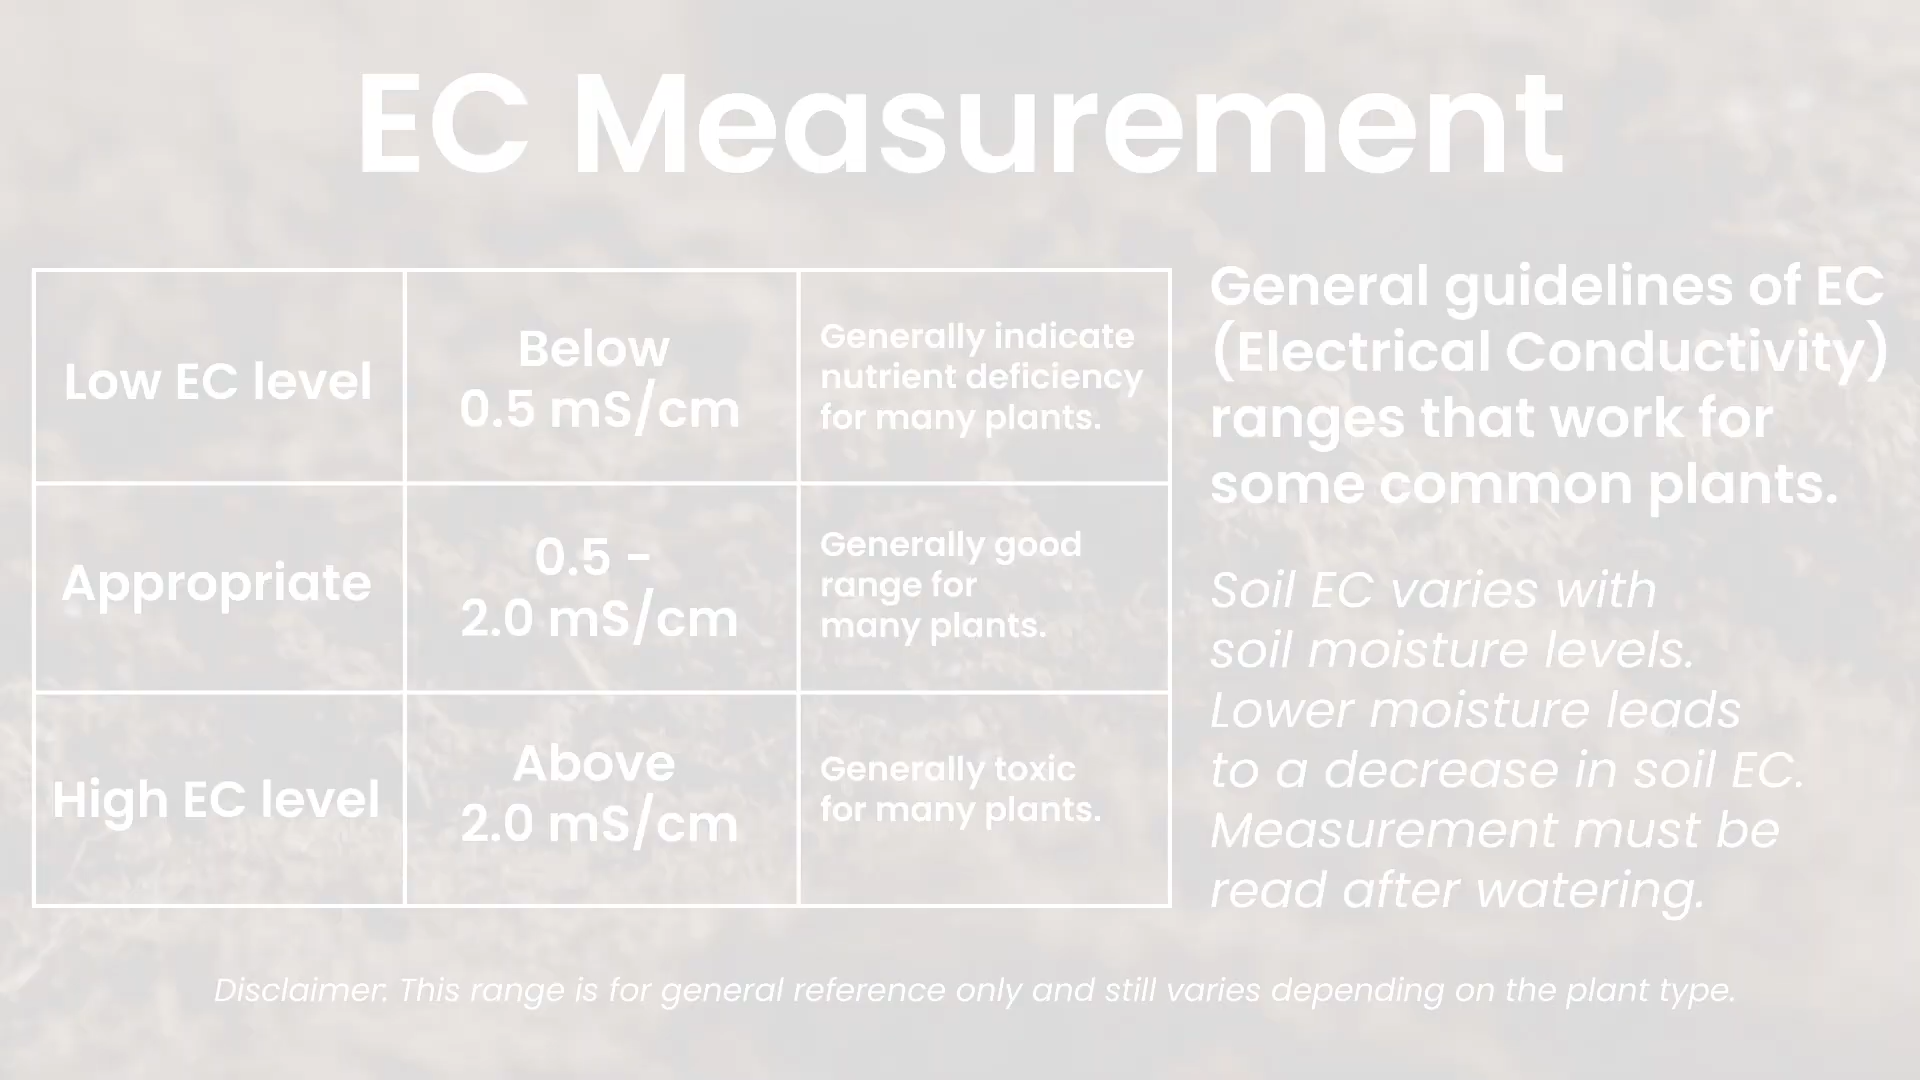 EC Measurement
Low EC level
Below
0.5 mS/cm
Generally indicate
nutrient deficiency
for many plants.
Appropriate
0.5 -
2.0 mS/cm
Generally good
range for
many plants.
High EC level
Above
2.0 mS/cm
Generally toxic
for many plants.
General guidelines of EC
(Electrical Conductivity)
ranges that work for
some common plants.
Soil EC varies with
soil moisture levels.
Lower moisture leads
to a decrease in soil EC.
Measurement must be
read after watering.
Disclaimer: This range is for general reference only and still varies depending on the plant type.